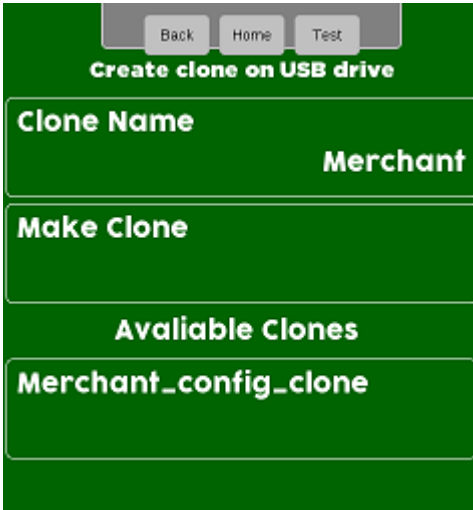 Back Home Test
Create clone on USB drive
Clone Name
Merchant
Make Clone
Avaliable Clones
Merchant_config_clone